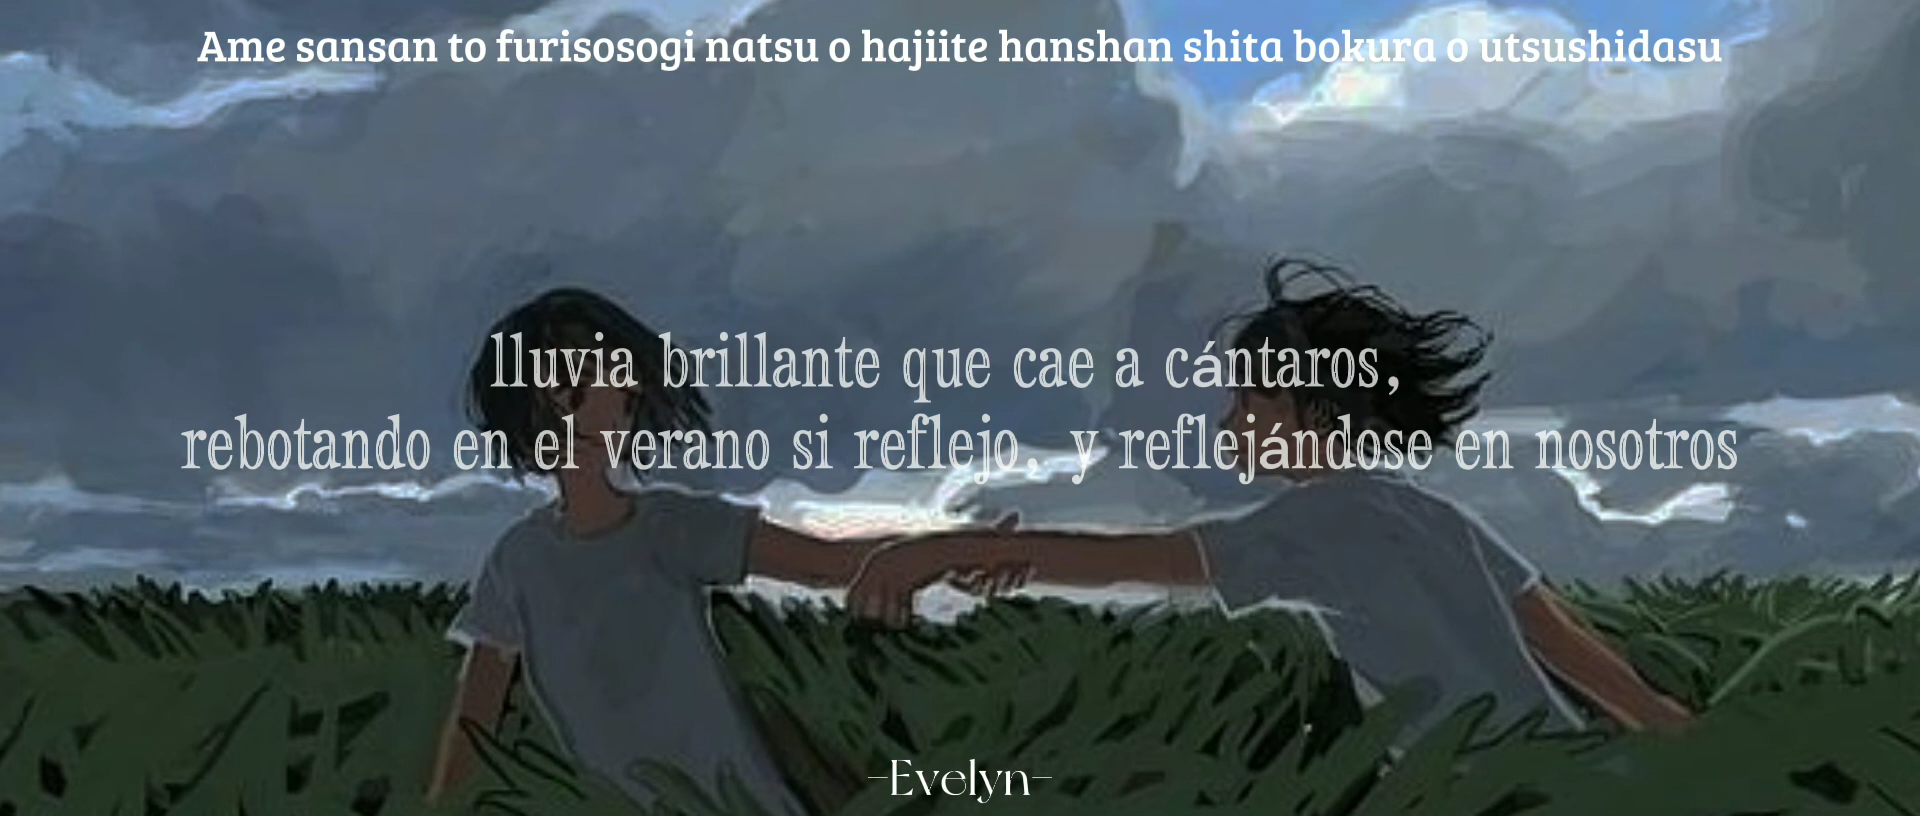 Ame sansan to furisosogi natsu o hajiite hanshan shita bokura o utsushidasu
lluvia brillante que cae a cántaros,
rebotando en el verano si reflejo, y reflejándose en nosotros
-Evelyn-